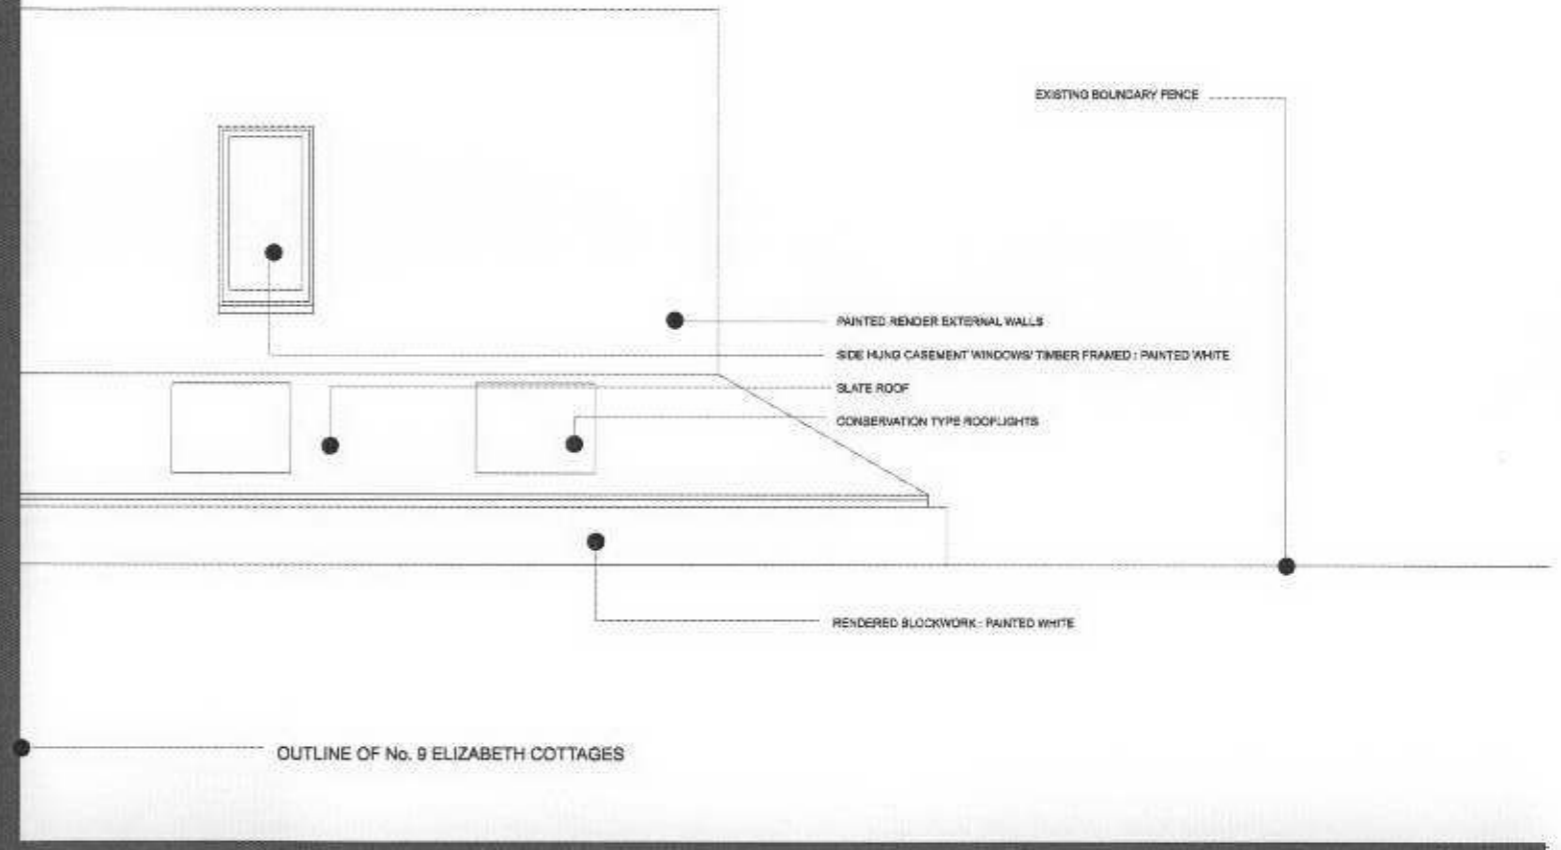 EXISTING BOUNDARY FENCE
PAINTED RENDER EXTERNAL WALLS
SIDE HUNG CASEMENT WINDOWS/ TIMBER FRAMED : PAINTED WHITE
SLATE ROOF
CONSERVATION TYPE ROOFLIGHTS
RENDERED BLOCKWORK : PAINTED WHITE
OUTLINE OF No. 9 ELIZABETH COTTAGES